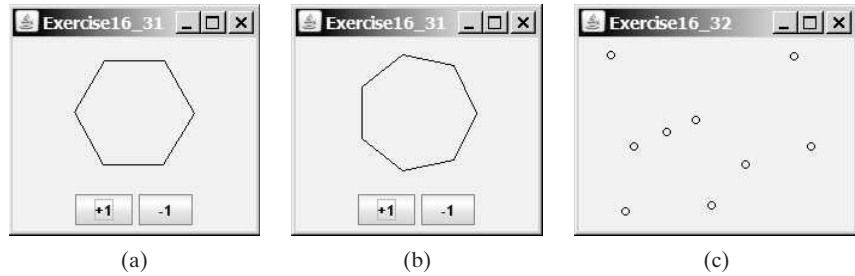 Exercise16_31
Exercise16_31
Exercise16_32
+1 -1
+1 -1
(a) (b) (c)